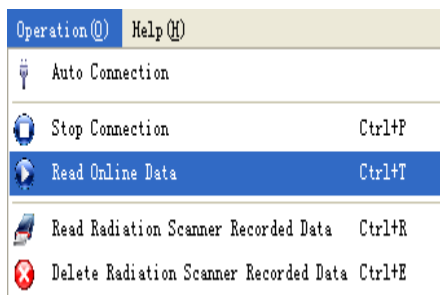 Operation(O) Help(H)
Auto Connection
Stop Connection Ctrl+P
Read Online Data Ctrl+T
Read Radiation Scanner Recorded Data Ctrl+R
Delete Radiation Scanner Recorded Data Ctrl+E